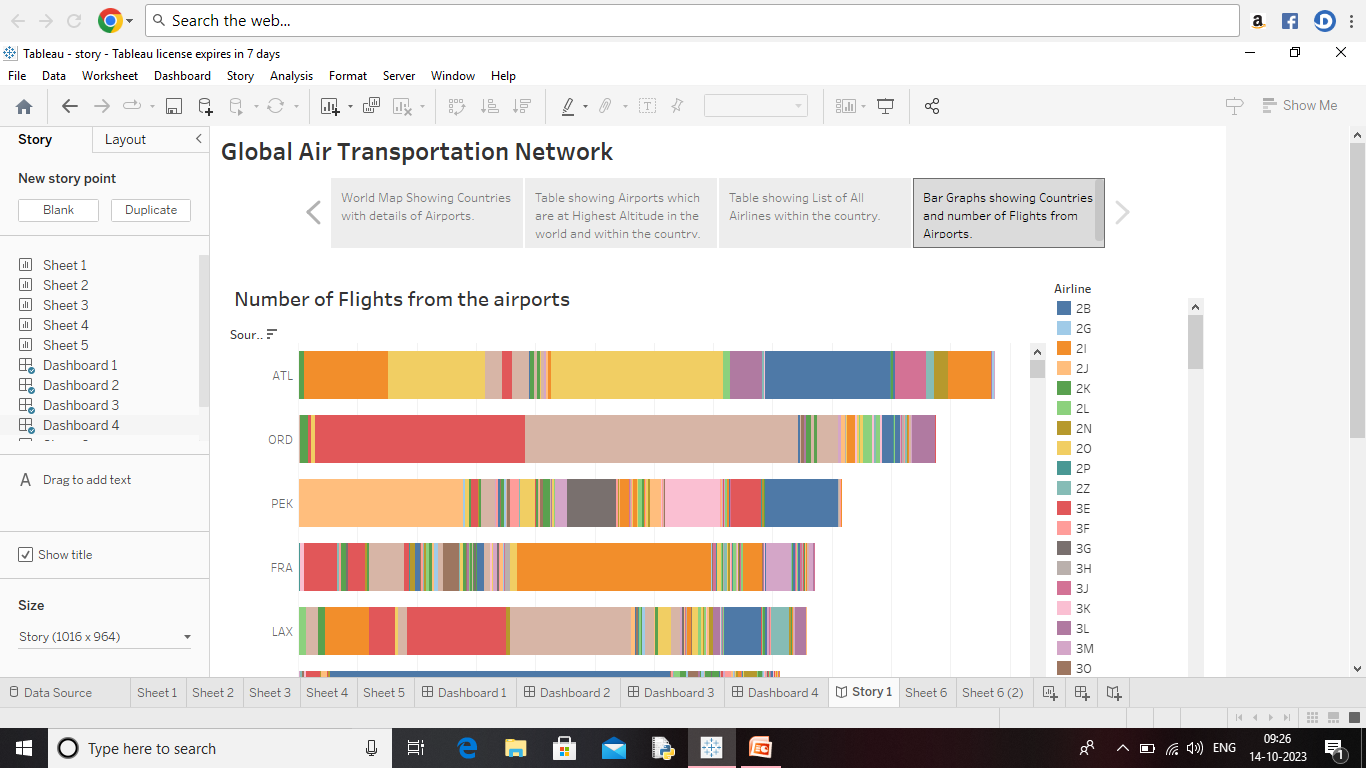 Search the web...
Tableau - story - Tableau license expires in 7 days
File Data Worksheet Dashboard Story Analysis Format Server Window Help
Show Me
Story Layout
New story point
Blank Duplicate
Sheet 1
Sheet 2
Sheet 3
Sheet 4
Sheet 5
Dashboard 1
Dashboard 2
Dashboard 3
Dashboard 4
A Drag to add text
Show title
Size
Story (1016 x 964)
Global Air Transportation Network
World Map Showing Countries
with details of Airports.
Table showing Airports which
are at Highest Altitude in the
world and within the country.
Table showing List of All
Airlines within the country.
Bar Graphs showing Countries
and number of Flights from
Airports.
Number of Flights from the airports
Sour..
ATL
ORD
PEK
FRA
LAX
Airline
2B
2G
2I
2J
2K
2L
2N
2O
2P
2Z
3E
3F
3G
3H
3J
3K
3L
3M
3O
Data Source Sheet 1 Sheet 2 Sheet 3 Sheet 4 Sheet 5 Dashboard 1 Dashboard 2 Dashboard 3 Dashboard 4 Story 1 Sheet 6 Sheet 6 (2)
Type here to search
ENG
09:26
14-10-2023
1